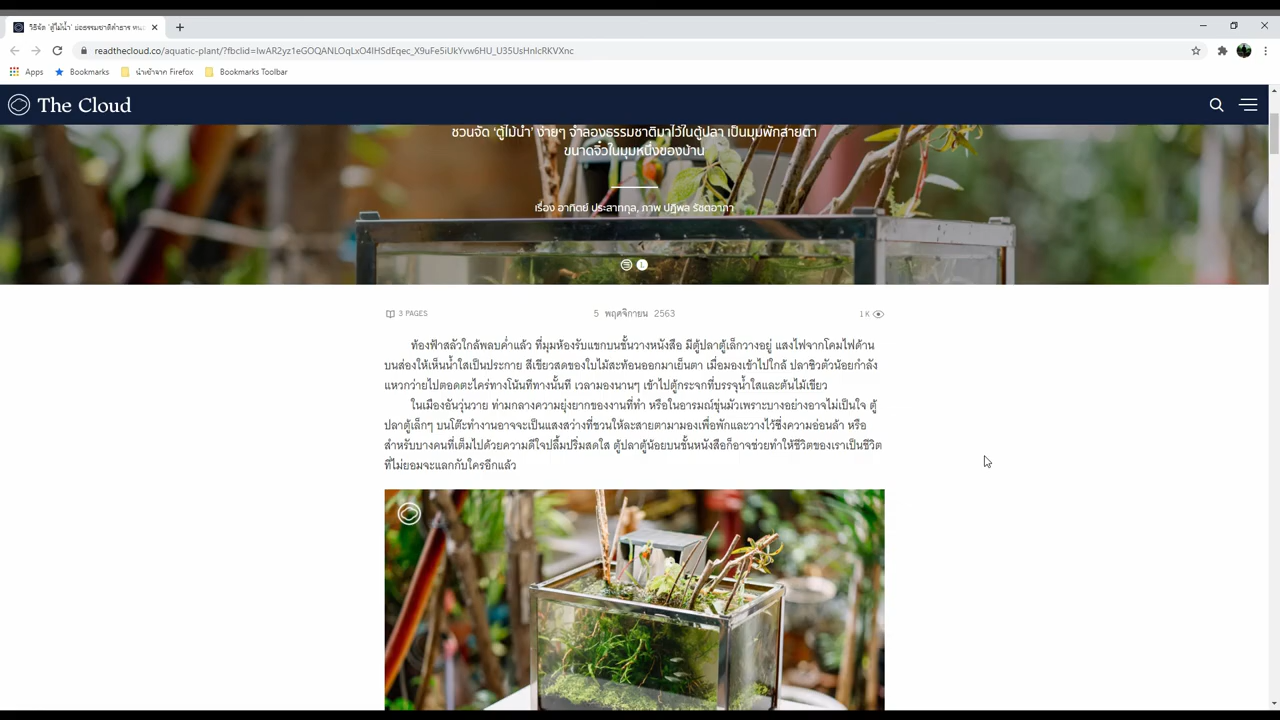 วิธีจัด ‘ตู้ไม้น้ำ’ ย่อธรรมชาติลำธาร
readthecloud.co/aquatic-plant/?fbclid=IwAR2yz1eGOQANLOqLxO4IHSdEqec_X9uFe5iUkYvw6HU_U35UsHnIcRKVXnc
Apps Bookmarks นำเข้าจาก Firefox Bookmarks Toolbar
The Cloud
ชวนจัด ‘ตู้ไม้น้ำ’ ง่ายๆ จำลองธรรมชาติมาไว้ในตู้ปลา เป็นมุมพักสายตา
ขนาดจิ๋วในมุมหนึ่งของบ้าน
เรื่อง อาทิตย์ ประสาทกุล, ภาพ ปฏิพล รัชตอาภา
3 PAGES 5 พฤศจิกายน 2563 1 K
ท้องฟ้าสลัวใกล้พลบค่ำแล้ว ที่มุมห้องรับแขกบนชั้นวางหนังสือ มีตู้ปลาตู้เล็กวางอยู่ แสงไฟจากโคมไฟด้าน
บนส่องให้เห็นน้ำใสเป็นประกาย สีเขียวสดของใบไม้สะท้อนออกมาเย็นตา เมื่อมองเข้าไปใกล้ ปลาซิวตัวน้อยกำลัง
แหวกว่ายไปตอดตะไคร่ทางโน้นทีทางนั้นที เวลามองนานๆ เข้าไปตู้กระจกที่บรรจุน้ำใสและต้นไม้เขียว
ในเมืองอันวุ่นวาย ท่ามกลางความยุ่งยากของงานที่ทำ หรือในอารมณ์ขุ่นมัวเพราะบางอย่างอาจไม่เป็นใจ ตู้
ปลาตู้เล็กๆ บนโต๊ะทำงานอาจจะเป็นแสงสว่างที่ชวนให้ละสายตามามองเพื่อพักและวางไว้ซึ่งความอ่อนล้า หรือ
สำหรับบางคนที่เต็มไปด้วยความดีใจปลื้มปริ่มสดใส ตู้ปลาตู้น้อยบนชั้นหนังสือก็อาจช่วยทำให้ชีวิตของเราเป็นชีวิต
ที่ไม่ยอมจะแลกกับใครอีกแล้ว